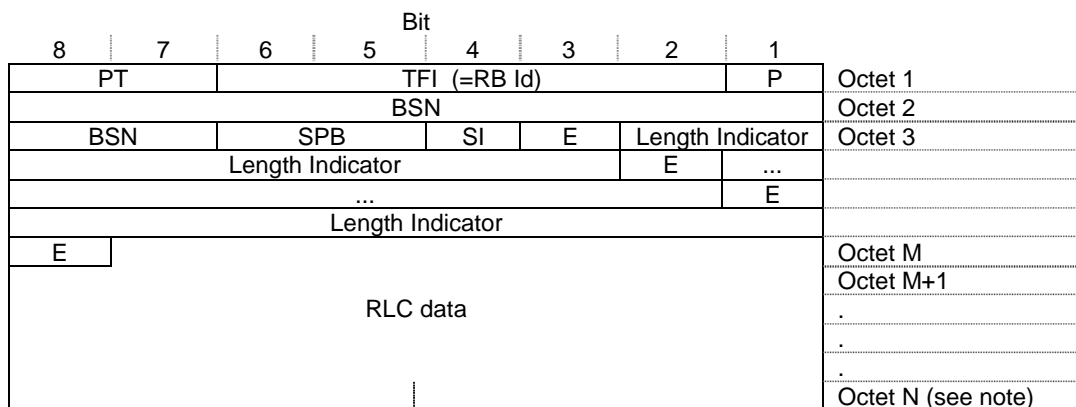 Bit
8 7 6 5 4 3 2 1
PT TFI (=RB Id) P Octet 1
BSN Octet 2
BSN SPB SI E Length Indicator Octet 3
Length Indicator E ...
... E
Length Indicator
E Octet M
Octet M+1
RLC data .
.
.
Octet N (see note)